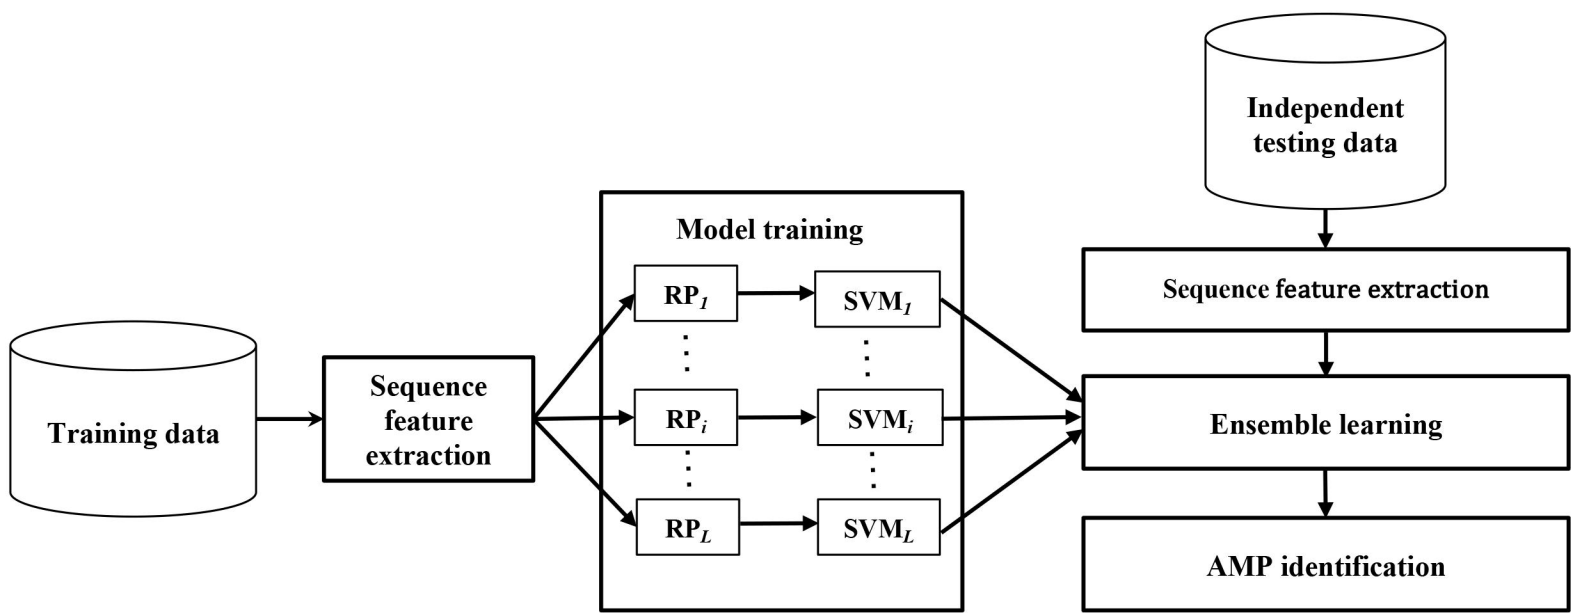 Independent
testing data
Model training
Sequence feature extraction
RP1
SVM1
Training data
Sequence
feature
extraction
RPi
SVMi
Ensemble learning
RPL
SVML
AMP identification